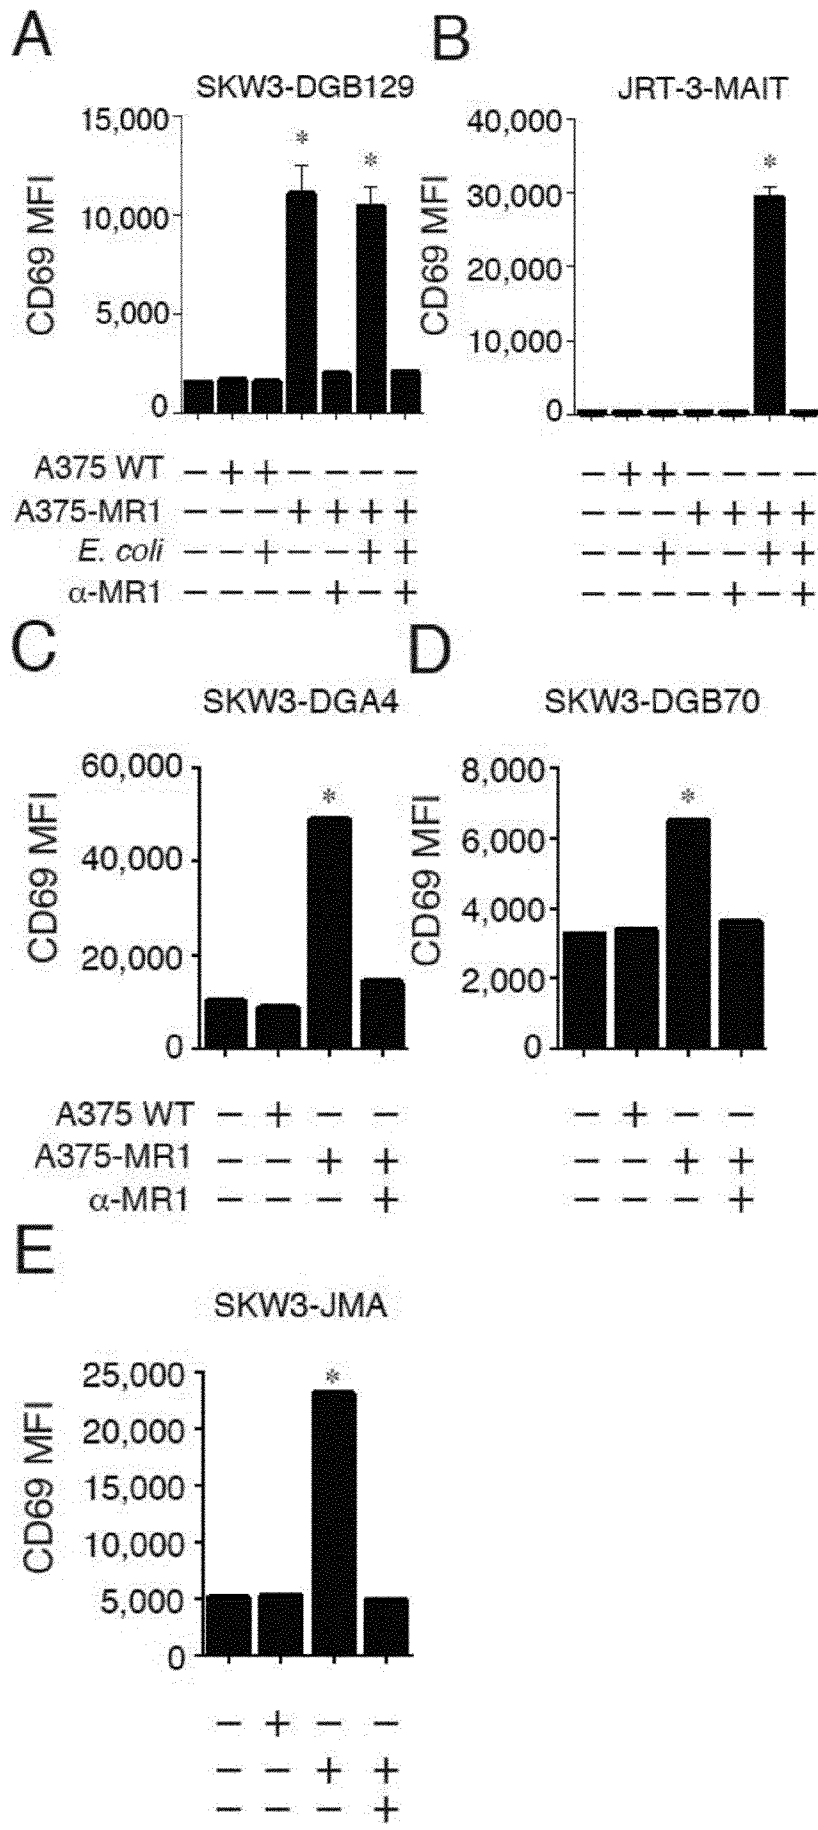 A
SKW3-DGB129
CD69 MFI
15,000
10,000
5,000
0
* *
A375 WT − + + − − − −
A375-MR1 − − − + + + +
E. coli − − + − − + +
α-MR1 − − − − + − +
B
JRT-3-MAIT
CD69 MFI
40,000
30,000
20,000
10,000
0
*
− + + − − − −
− − − + + + +
− − + − − + +
− − − − + − +
C
SKW3-DGA4
CD69 MFI
60,000
40,000
20,000
0
*
A375 WT − + − −
A375-MR1 − − + +
α-MR1 − − − +
D
SKW3-DGB70
CD69 MFI
8,000
6,000
4,000
2,000
0
*
− + − −
− − + +
− − − +
E
SKW3-JMA
CD69 MFI
25,000
20,000
15,000
10,000
5,000
0
*
− + − −
− − + +
− − − +